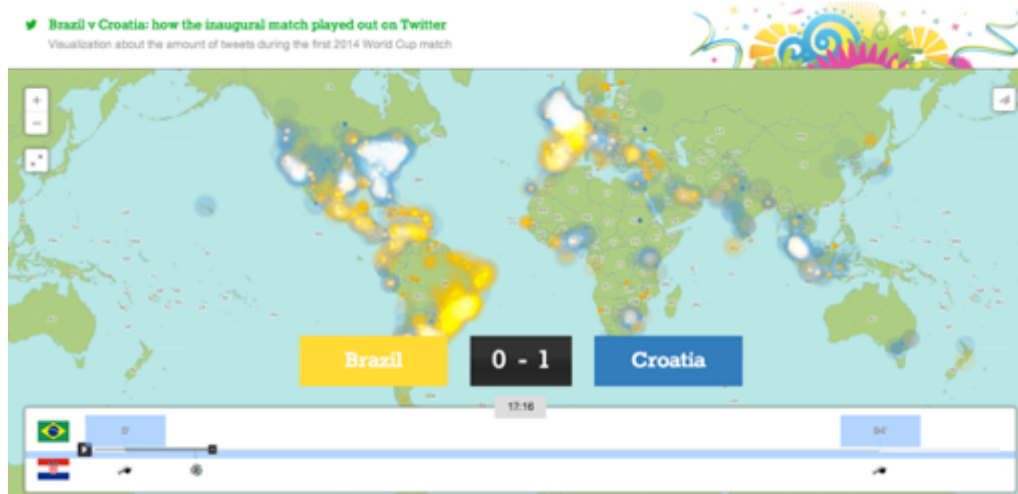 Brazil v Croatia: how the inaugural match played out on Twitter
Visualization about the amount of tweets during the first 2014 World Cup match
+
−
Brazil
0 - 1
Croatia
17:16
0'
94'